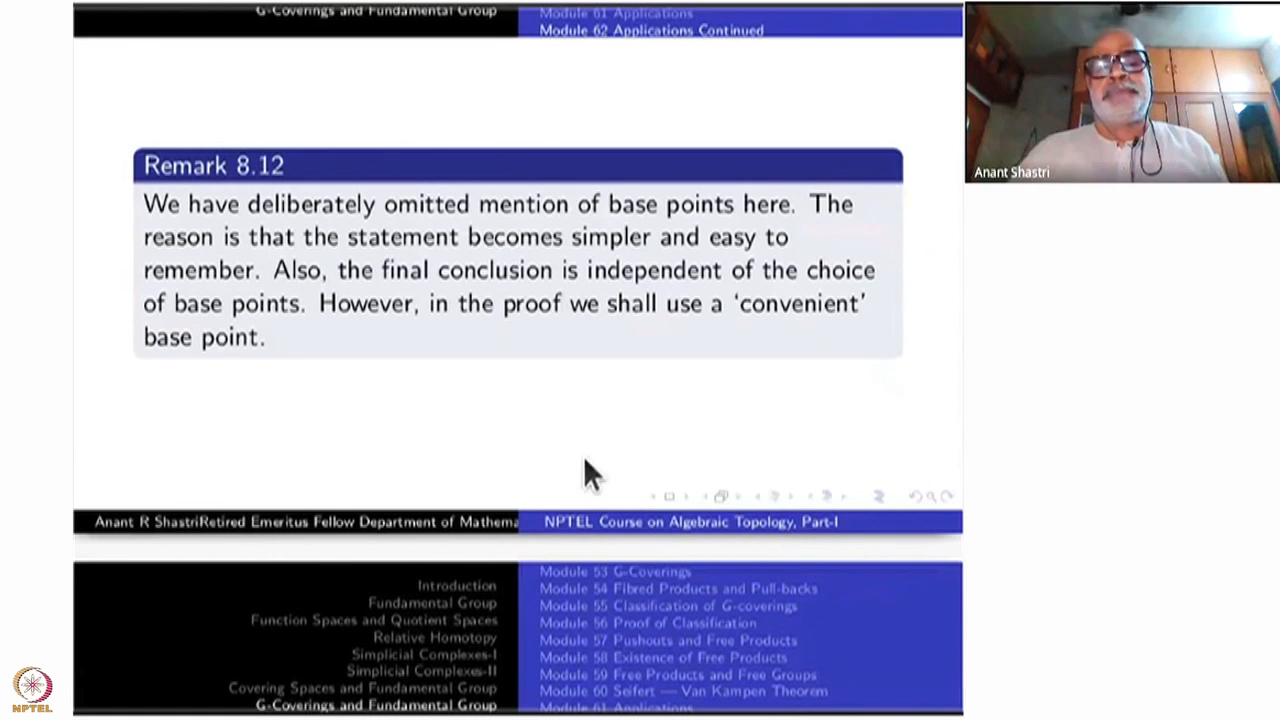 G-Coverings and Fundamental Group
Module 61 Applications
Module 62 Applications Continued
Anant Shastri
Remark 8.12
We have deliberately omitted mention of base points here. The
reason is that the statement becomes simpler and easy to
remember. Also, the final conclusion is independent of the choice
of base points. However, in the proof we shall use a ‘convenient’
base point.
Anant R ShastriRetired Emeritus Fellow Department of Mathema
NPTEL Course on Algebraic Topology, Part-I
Introduction
Fundamental Group
Function Spaces and Quotient Spaces
Relative Homotopy
Simplicial Complexes-I
Simplicial Complexes-II
Covering Spaces and Fundamental Group
G-Coverings and Fundamental Group
Module 53 G-Coverings
Module 54 Fibred Products and Pull-backs
Module 55 Classification of G-coverings
Module 56 Proof of Classification
Module 57 Pushouts and Free Products
Module 58 Existence of Free Products
Module 59 Free Products and Free Groups
Module 60 Seifert — Van Kampen Theorem
Module 61 Applications
NPTEL